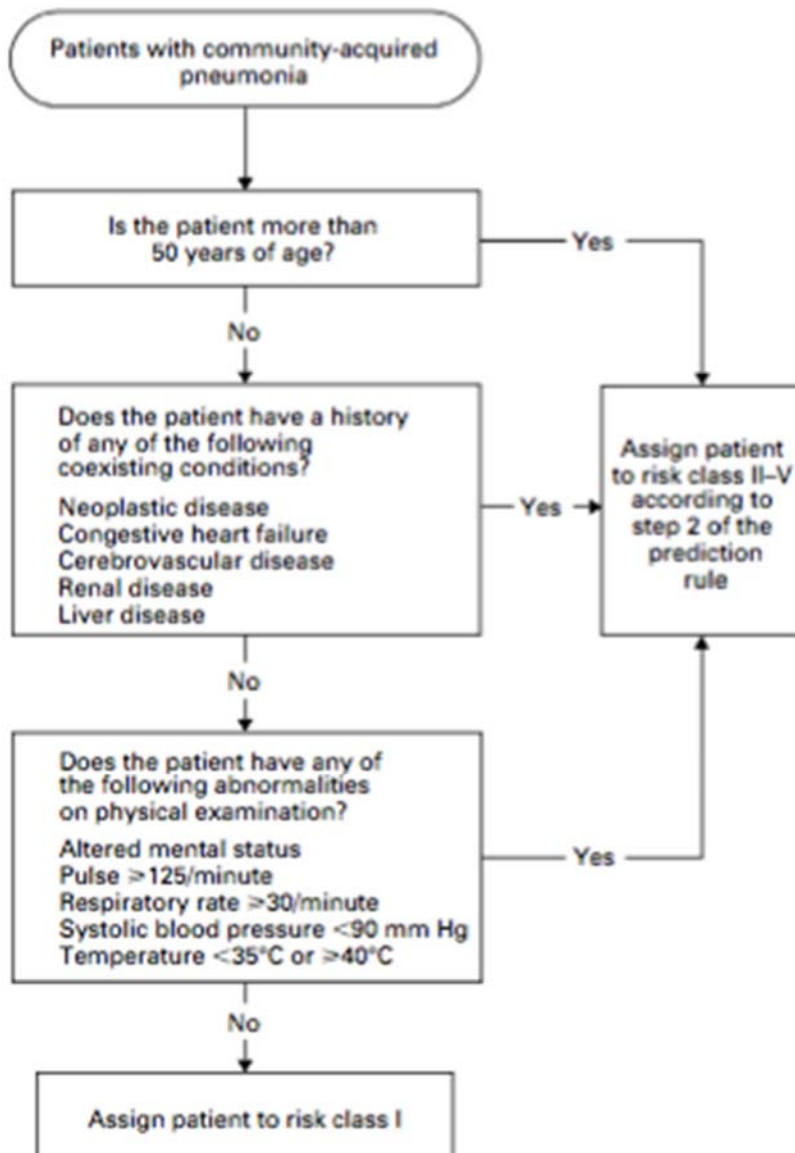 Patients with community-acquired
pneumonia
Is the patient more than
50 years of age?
Yes
No
Does the patient have a history
of any of the following
coexisting conditions?
Neoplastic disease
Congestive heart failure
Cerebrovascular disease
Renal disease
Liver disease
Yes
Assign patient
to risk class II–V
according to
step 2 of the
prediction
rule
No
Does the patient have any of
the following abnormalities
on physical examination?
Altered mental status
Pulse ⩾125/minute
Respiratory rate ⩾30/minute
Systolic blood pressure <90 mm Hg
Temperature <35°C or ⩾40°C
Yes
No
Assign patient to risk class I